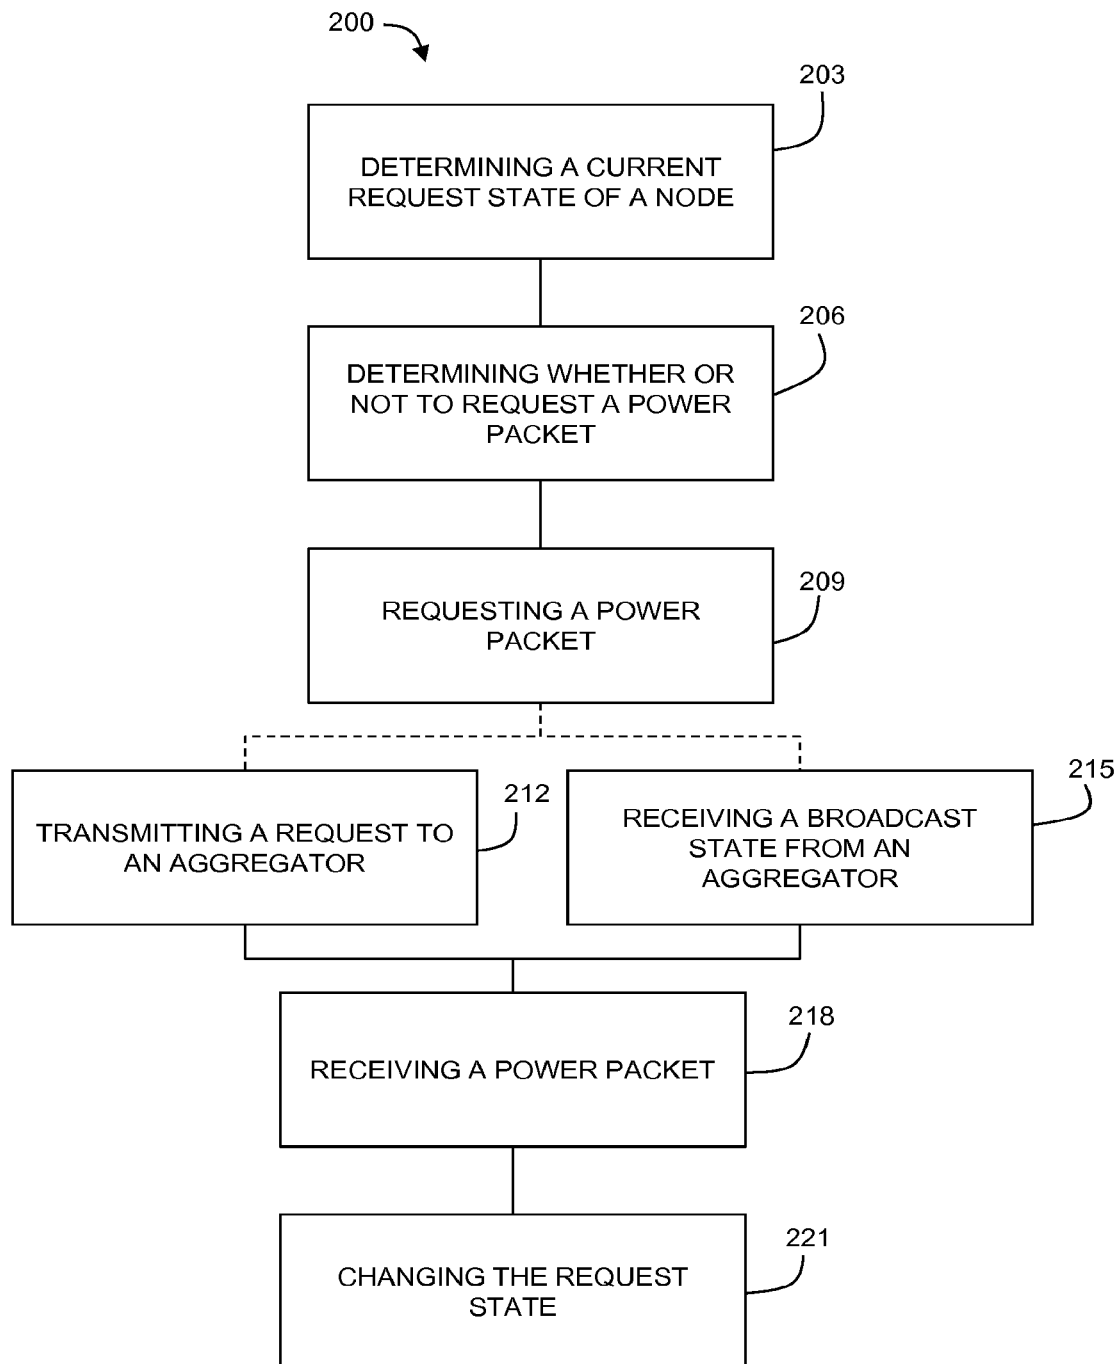 200
203
DETERMINING A CURRENT
REQUEST STATE OF A NODE
206
DETERMINING WHETHER OR
NOT TO REQUEST A POWER
PACKET
209
REQUESTING A POWER
PACKET
212
TRANSMITTING A REQUEST TO
AN AGGREGATOR
215
RECEIVING A BROADCAST
STATE FROM AN
AGGREGATOR
218
RECEIVING A POWER PACKET
221
CHANGING THE REQUEST
STATE